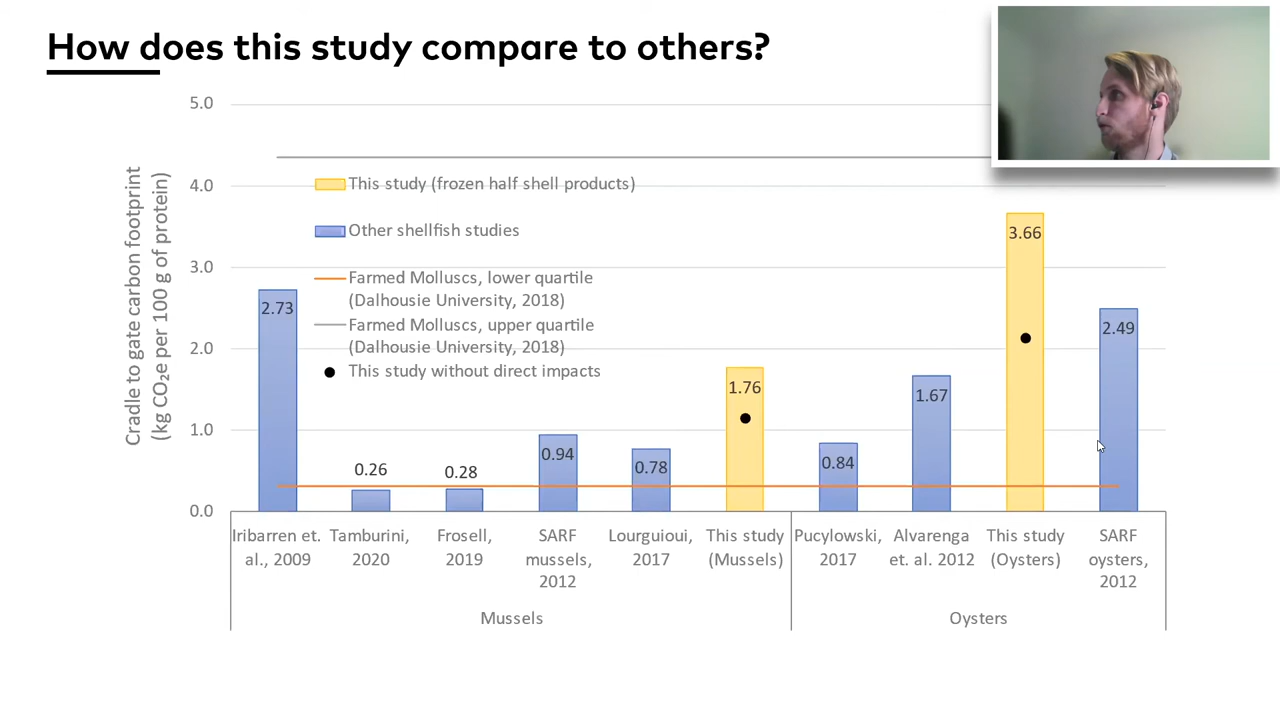 How does this study compare to others?
5.0
4.0
3.0
2.0
1.0
0.0
Cradle to gate carbon footprint
(kg CO₂e per 100 g of protein)
This study (frozen half shell products)
Other shellfish studies
Farmed Molluscs, lower quartile
(Dalhousie University, 2018)
Farmed Molluscs, upper quartile
(Dalhousie University, 2018)
This study without direct impacts
2.73
0.26
0.28
0.94
0.78
1.76
0.84
1.67
3.66
2.49
Iribarren et.
al., 2009
Tamburini,
2020
Frosell,
2019
SARF
mussels,
2012
Lourguioui,
2017
This study
(Mussels)
Pucylowski,
2017
Alvarenga
et. al. 2012
This study
(Oysters)
SARF
oysters,
2012
Mussels
Oysters